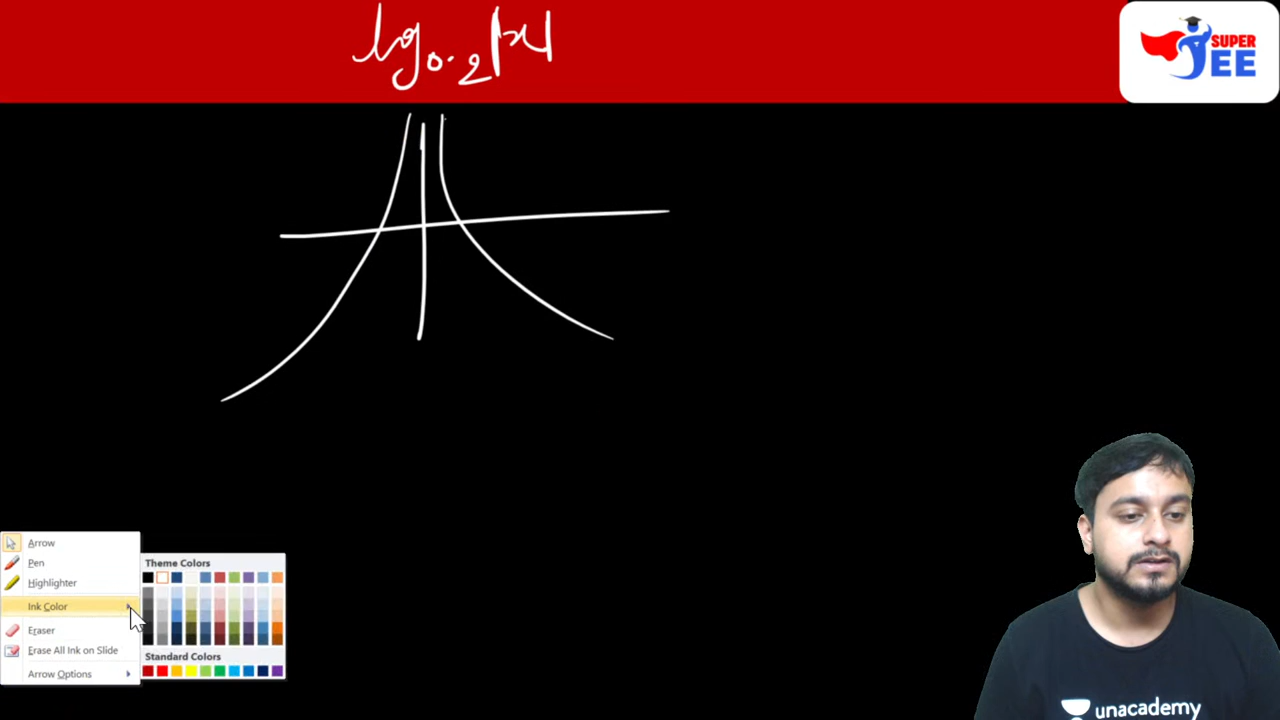 log0.2|x|
SUPER
JEE
Arrow
Pen
Highlighter
Ink Color
Eraser
Erase All Ink on Slide
Arrow Options
Theme Colors
Standard Colors
unacademy